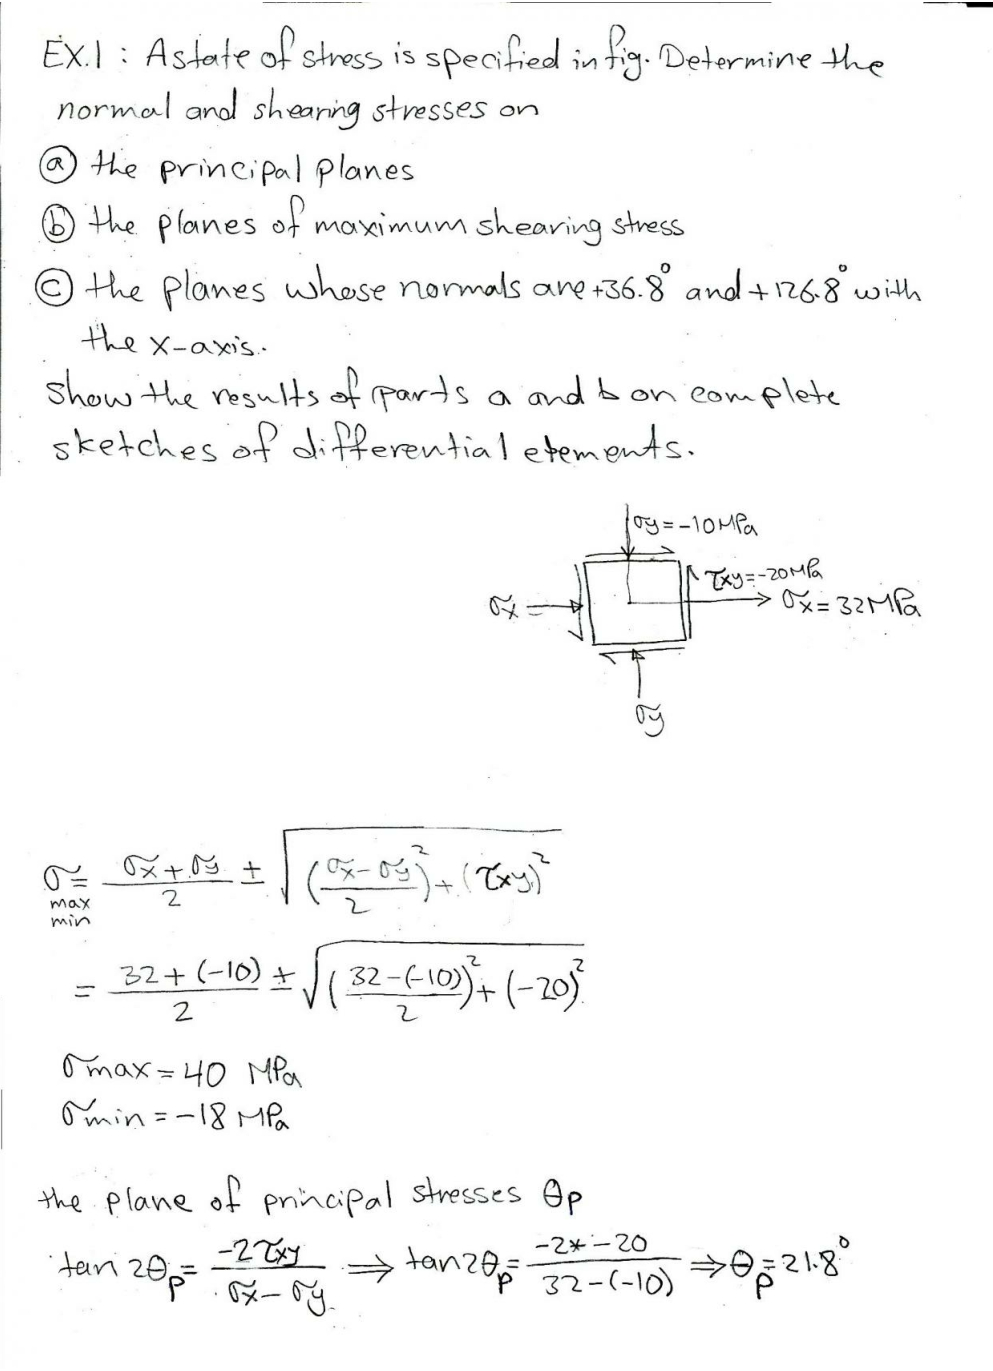 EX.1 : A state of stress is specified in fig. Determine the
normal and shearing stresses on
ⓐ the principal planes
ⓑ the planes of maximum shearing stress
ⓒ the planes whose normals are +36.8° and +126.8° with
the x-axis.
show the results of parts a and b on complete
sketches of differential elements.
σy = -10 MPa
τxy = -20 MPa
σx
σx = 32 MPa
σy
σmax min = (σx + σy)/2 ± √(((σx - σy)/2)² + (τxy)²)
= (32 + (-10))/2 ± √(((32 - (-10))/2)² + (-20)²)
σmax = 40 MPa
σmin = -18 MPa
the plane of principal stresses θp
tan 2θp = -2τxy/(σx - σy) ⇒ tan 2θp = (-2* -20)/(32 - (-10)) ⇒ θp = 21.8°